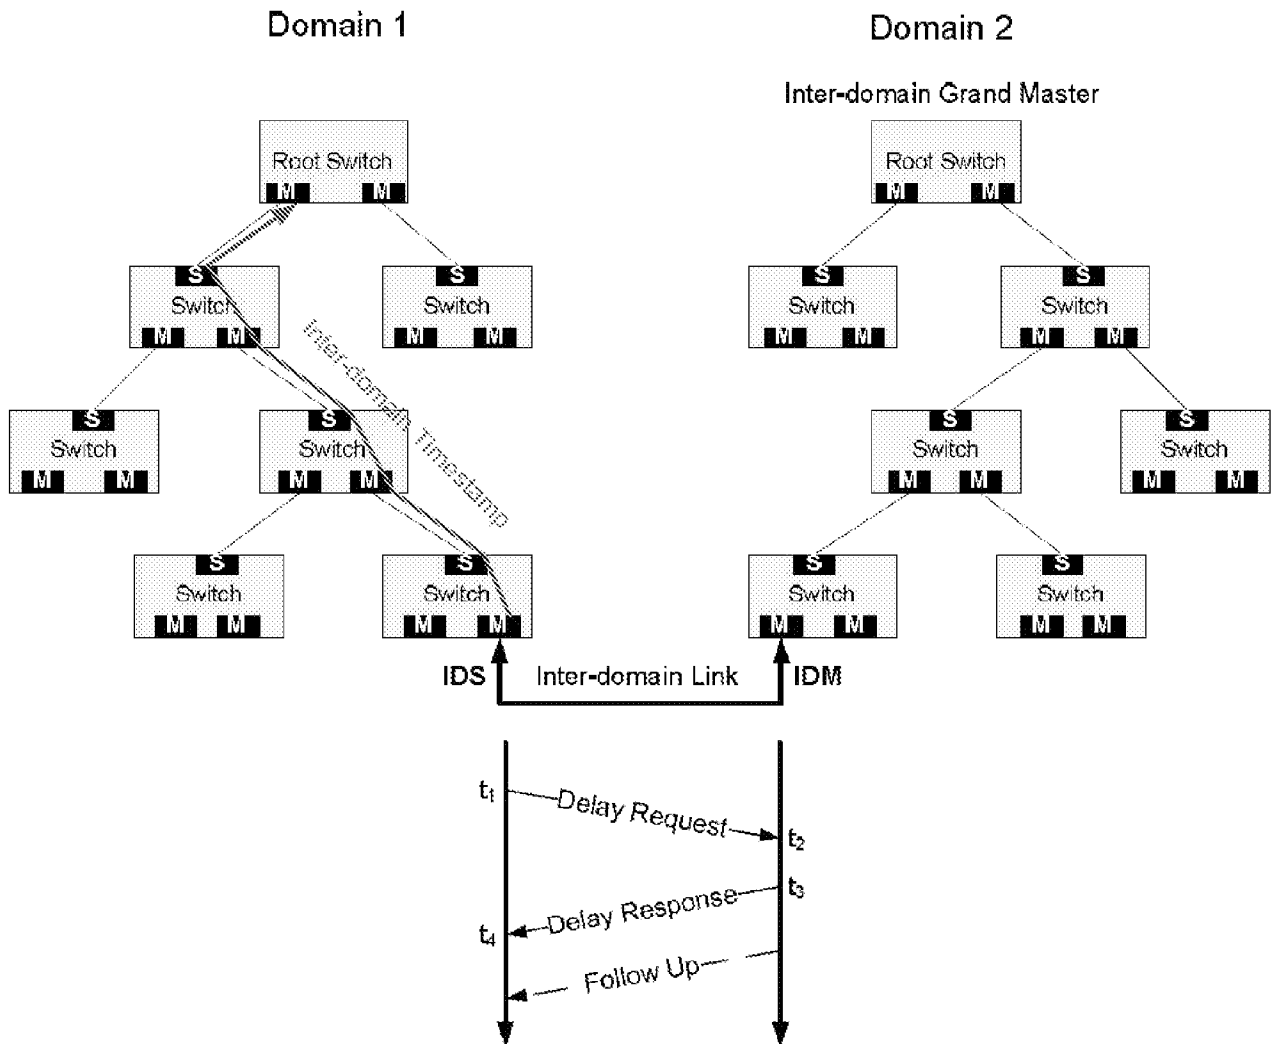 Domain 1
Domain 2
Inter-domain Grand Master
Root Switch
M M
Root Switch
M M
S
Switch
M M
S
Switch
M M
S
Switch
M M
S
Switch
M M
Inter-domain Timestamp
S
Switch
M M
S
Switch
M M
S
Switch
M M
S
Switch
M M
S
Switch
M M
S
Switch
M M
S
Switch
M M
S
Switch
M M
IDS
Inter-domain Link
IDM
t1
Delay Request
t2
t3
Delay Response
t4
Follow Up